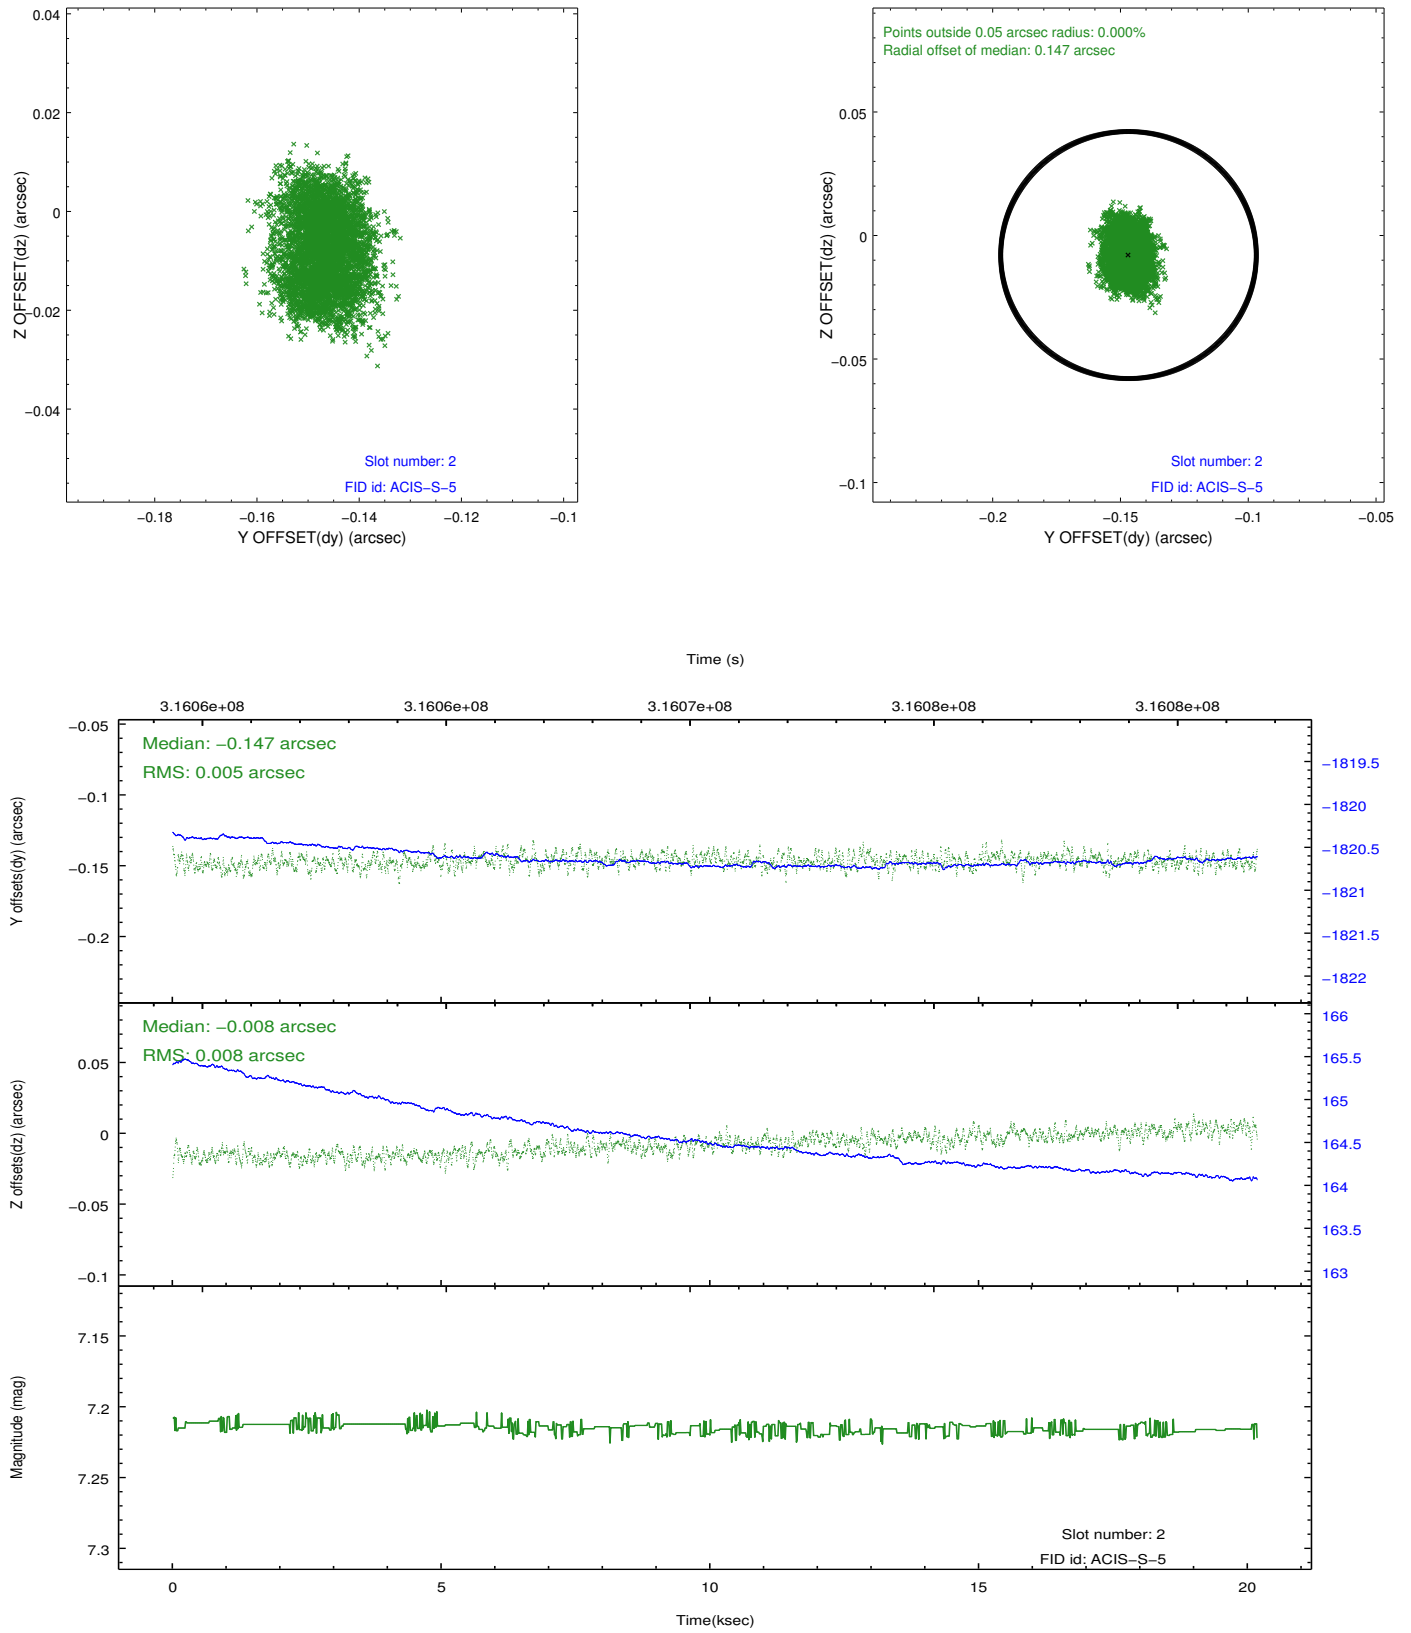 0.04
0.02
0
−0.02
−0.04
Z OFFSET(dz) (arcsec)
Slot number: 2
FID id: ACIS−S−5
−0.18 −0.16 −0.14 −0.12 −0.1
Y OFFSET(dy) (arcsec)
Points outside 0.05 arcsec radius: 0.000%
Radial offset of median: 0.147 arcsec
0.05
0
−0.05
−0.1
Z OFFSET(dz) (arcsec)
Slot number: 2
FID id: ACIS−S−5
−0.2 −0.15 −0.1 −0.05
Y OFFSET(dy) (arcsec)
Time (s)
3.1606e+08 3.1606e+08 3.1607e+08 3.1608e+08 3.1608e+08
Median: −0.147 arcsec
RMS: 0.005 arcsec
−0.05
−0.1
−0.15
−0.2
Y offsets(dy) (arcsec)
−1819.5
−1820
−1820.5
−1821
−1821.5
−1822
Median: −0.008 arcsec
RMS: 0.008 arcsec
0.05
0
−0.05
−0.1
Z offsets(dz) (arcsec)
166
165.5
165
164.5
164
163.5
163
7.15
7.2
7.25
7.3
Magnitude (mag)
Slot number: 2
FID id: ACIS−S−5
0 5 10 15 20
Time(ksec)